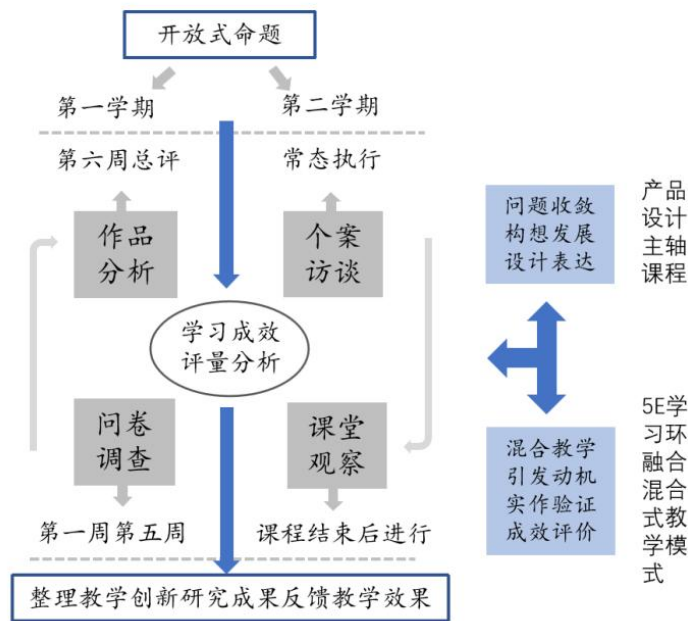 开放式命题
第一学期
第二学期
第六周总评
常态执行
作品
分析
个案
访谈
学习成效
评量分析
问卷
调查
课堂
观察
第一周第五周
课程结束后进行
整理教学创新研究成果反馈教学效果
问题收敛
构想发展
设计表达
产品
设计
主轴
课程
混合教学
引发动机
实作验证
成效评价
5E学
习环
融合
混合
式教
学模
式